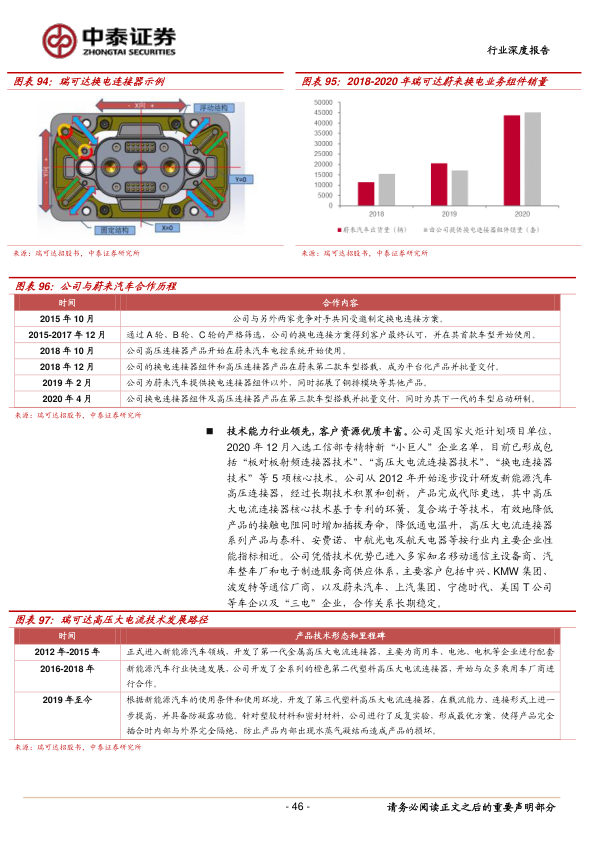 中泰证券
ZHONGTAI SECURITIES
行业深度报告
图表 94：瑞可达换电连接器示例
X向
浮动结构
Y向
Y=0
固定结构
X=0
来源：瑞可达招股书，中泰证券研究所
图表 95：2018-2020 年瑞可达蔚来换电业务组件销量
50000
45000
40000
35000
30000
25000
20000
15000
10000
5000
0
2018
2019
2020
蔚来汽车出货量（辆）
由公司提供换电连接器组件销量（套）
来源：瑞可达招股书，中泰证券研究所
图表 96：公司与蔚来汽车合作历程
时间 合作内容
2015 年 10 月 公司与另外两家竞争对手共同受邀制定换电连接方案。
2015-2017 年 12 月 通过 A 轮、B 轮、C 轮的严格筛选，公司的换电连接方案得到客户最终认可，并在其首款车型开始使用。
2018 年 10 月 公司高压连接器产品开始在蔚来汽车电控系统开始使用。
2018 年 12 月 公司的换电连接器组件和高压连接器产品在蔚来第二款车型搭载，成为平台化产品并批量交付。
2019 年 2 月 公司为蔚来汽车提供换电连接器组件以外，同时拓展了铜排模块等其他产品。
2020 年 4 月 公司换电连接器组件及高压连接器产品在第三款车型搭载并批量交付，同时为其下一代的车型启动研制。
来源：瑞可达招股书，中泰证券研究所
■ 技术能力行业领先，客户资源优质丰富。公司是国家火炬计划项目单位，
2020 年 12 月入选工信部专精特新“小巨人”企业名单，目前已形成包
括“板对板射频连接器技术”、“高压大电流连接器技术”、“换电连接器
技术”等 5 项核心技术。公司从 2012 年开始逐步设计研发新能源汽车
高压连接器，经过长期技术积累和创新，产品完成代际更迭，其中高压
大电流连接器核心技术基于专利的环簧、复合端子等技术，有效地降低
产品的接触电阻同时增加插拔寿命，降低通电温升，高压大电流连接器
系列产品与泰科、安费诺、中航光电及航天电器等按行业内主要企业性
能指标相近。公司凭借技术优势已进入多家知名移动通信主设备商、汽
车整车厂和电子制造服务商供应体系，主要客户包括中兴、KMW 集团、
波发特等通信厂商，以及蔚来汽车、上汽集团、宁德时代、美国 T 公司
等车企以及“三电”企业，合作关系长期稳定。
图表 97：瑞可达高压大电流技术发展路径
时间 产品技术形态和里程碑
2012 年-2015 年 正式进入新能源汽车领域，开发了第一代金属高压大电流连接器，主要为商用车、电池、电机等企业进行配套
2016-2018 年 新能源汽车行业快速发展，公司开发了全系列的橙色第二代塑料高压大电流连接器，开始与众多乘用车厂商进
行合作。
2019 年至今 根据新能源汽车的使用条件和使用环境，开发了第三代塑料高压大电流连接器，在载流能力、连接形式上进一
步提高，并具备防凝露功能。针对塑胶材料和密封材料，公司进行了反复实验，形成最优方案，使得产品完全
插合时内部与外界完全隔绝，防止产品内部出现水蒸气凝结而造成产品的损坏。
来源：瑞可达招股书，中泰证券研究所
- 46 -
请务必阅读正文之后的重要声明部分